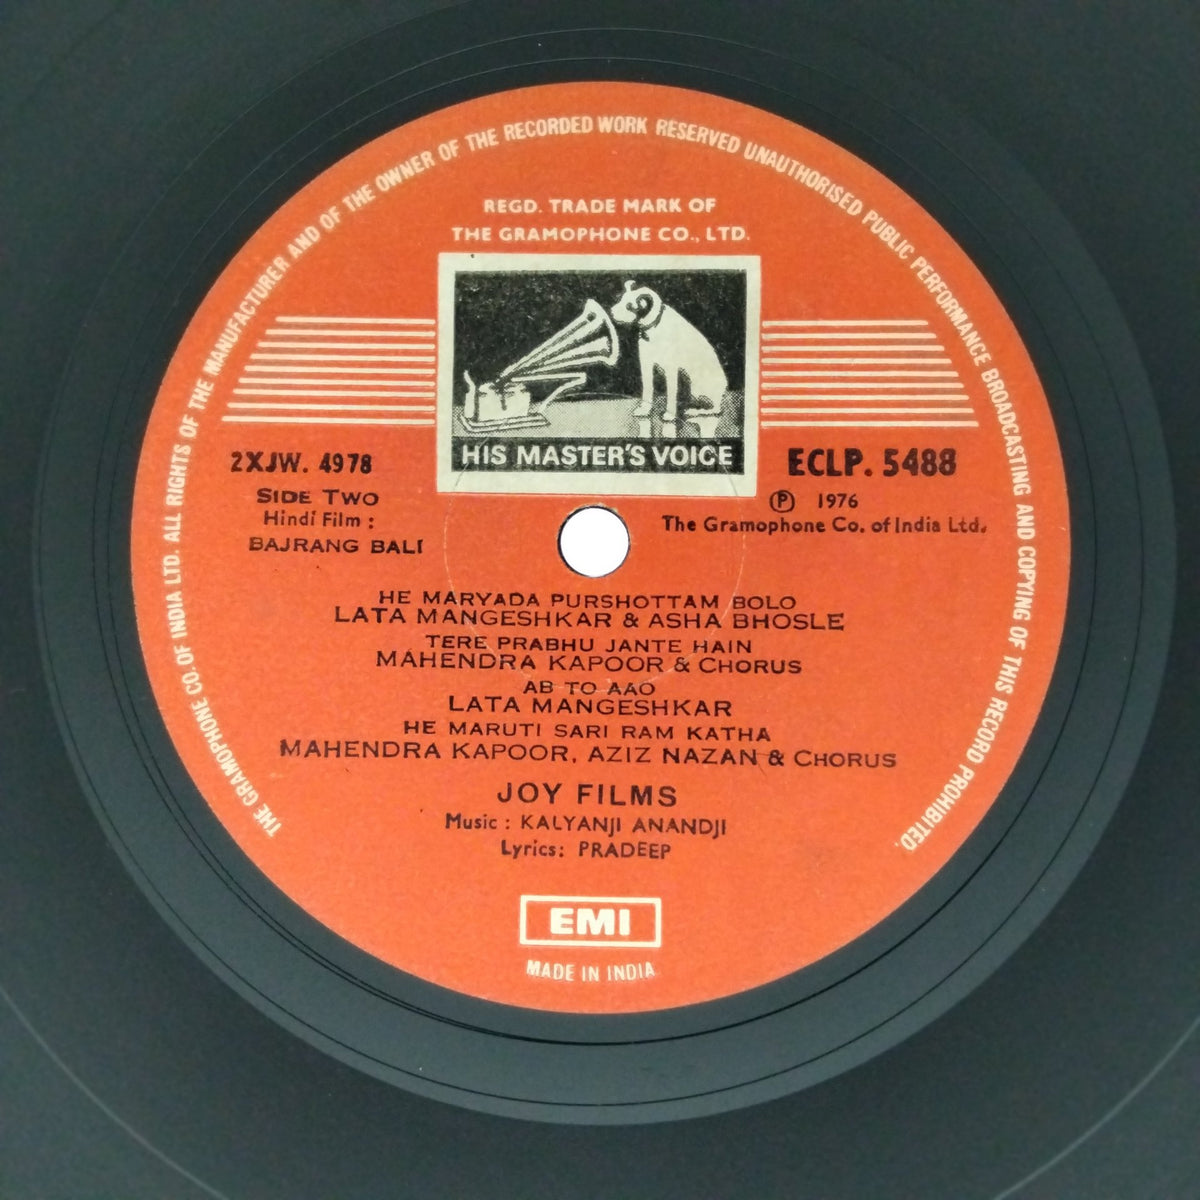 THE GRAMOPHONE CO. OF INDIA LTD. ALL RIGHTS OF THE MANUFACTURER AND OF THE OWNER OF THE RECORDED WORK RESERVED UNAUTHORISED PUBLIC PERFORMANCE BROADCASTING AND COPYING OF THIS RECORD PROHIBITED.
REGD. TRADE MARK OF
THE GRAMOPHONE CO., LTD.
HIS MASTER'S VOICE
2XJW. 4978
SIDE TWO
Hindi Film :
BAJRANG BALI
ECLP. 5488
Ⓟ 1976
The Gramophone Co. of India Ltd.
HE MARYADA PURSHOTTAM BOLO
LATA MANGESHKAR & ASHA BHOSLE
TERE PRABHU JANTE HAIN
MAHENDRA KAPOOR & CHORUS
AB TO AAO
LATA MANGESHKAR
HE MARUTI SARI RAM KATHA
MAHENDRA KAPOOR, AZIZ NAZAN & CHORUS
JOY FILMS
Music : KALYANJI ANANDJI
Lyrics: PRADEEP
EMI
MADE IN INDIA